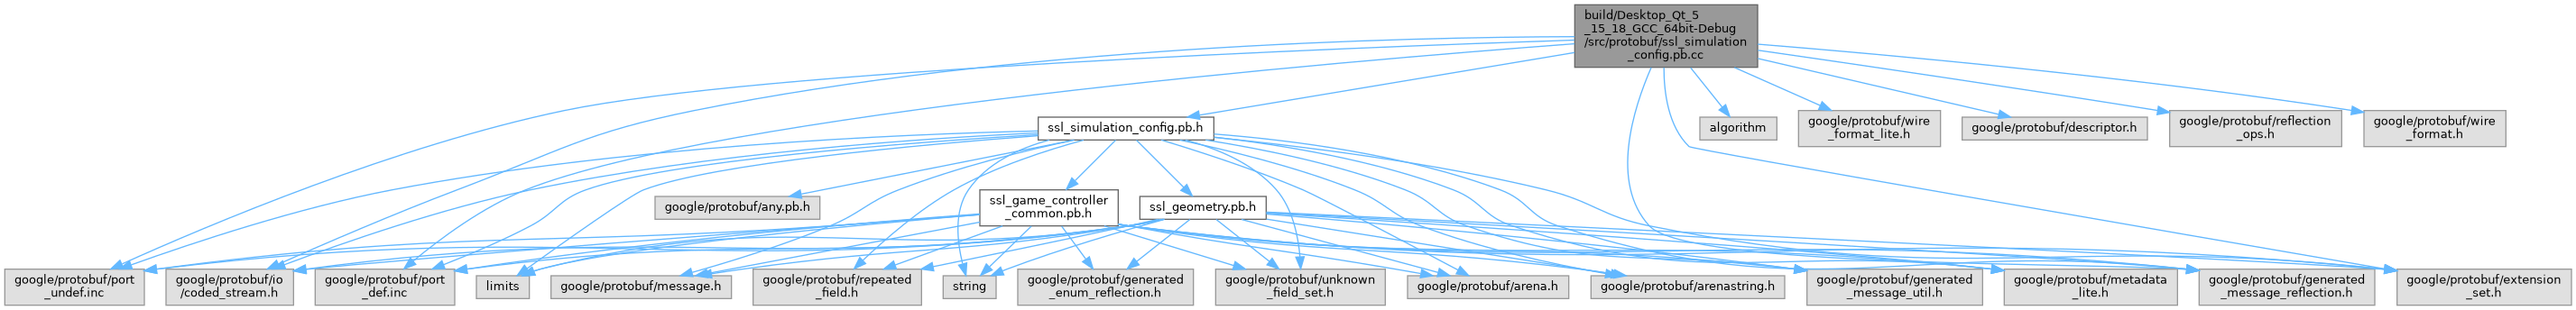 build/Desktop_Qt_5
_15_18_GCC_64bit-Debug
/src/protobuf/ssl_simulation
_config.pb.cc
ssl_simulation_config.pb.h
algorithm
google/protobuf/wire
_format_lite.h
google/protobuf/descriptor.h
google/protobuf/reflection
_ops.h
google/protobuf/wire
_format.h
google/protobuf/any.pb.h
ssl_game_controller
_common.pb.h
ssl_geometry.pb.h
google/protobuf/port
_undef.inc
google/protobuf/io
/coded_stream.h
google/protobuf/port
_def.inc
limits
google/protobuf/message.h
google/protobuf/repeated
_field.h
string
google/protobuf/generated
_enum_reflection.h
google/protobuf/unknown
_field_set.h
google/protobuf/arena.h
google/protobuf/arenastring.h
google/protobuf/generated
_message_util.h
google/protobuf/metadata
_lite.h
google/protobuf/generated
_message_reflection.h
google/protobuf/extension
_set.h